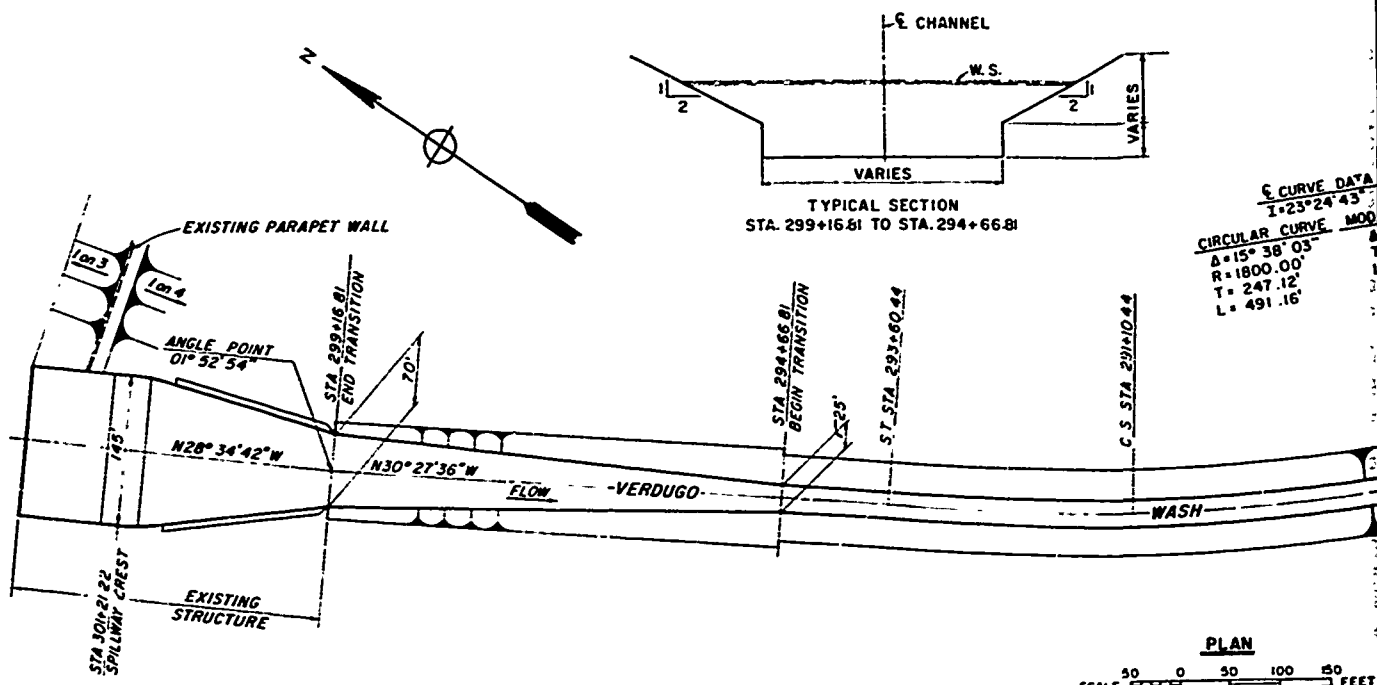 N
℄ CHANNEL
W.S.
1
2
1
2
VARIES
VARIES
TYPICAL SECTION
STA. 299+16.81 TO STA. 294+66.81
℄ CURVE DATA
I=23°24'43"
CIRCULAR CURVE MOD
Δ=15° 38' 03"
R=1800.00'
T= 247.12'
L= 491.16'
EXISTING PARAPET WALL
1 on 3
1 on 4
ANGLE POINT
01° 52' 54"
STA 299+16 81
END TRANSITION
70'
STA 294+66 81
BEGIN TRANSITION
25'
S.T. STA 293+60.44
C S. STA 291+10.44
145'
N28° 34' 42" W
N30° 27' 36" W
FLOW
-VERDUGO-
WASH
STA 301+21 22
SPILLWAY CREST
EXISTING
STRUCTURE
PLAN
SCALE 50 0 50 100 150 FEET